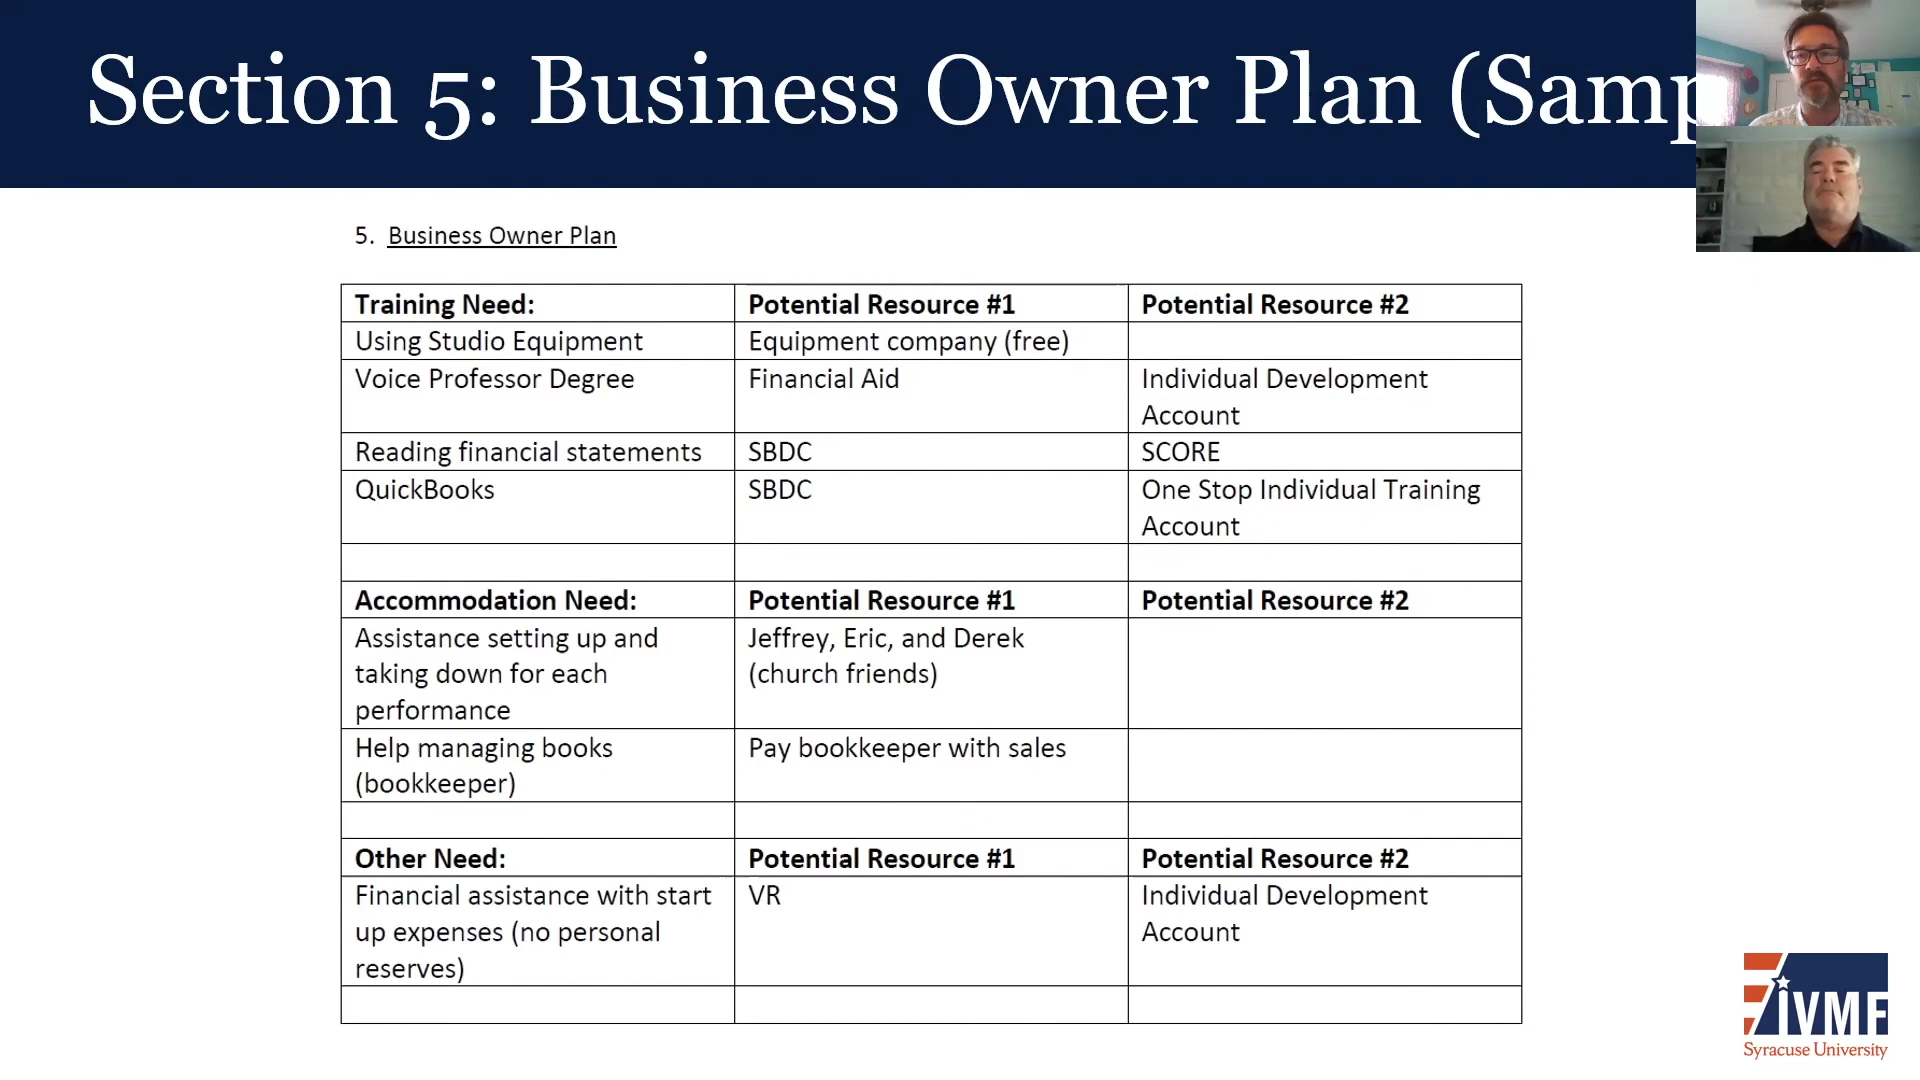 Section 5: Business Owner Plan (Samp
5. Business Owner Plan
Training Need: Potential Resource #1 Potential Resource #2
Using Studio Equipment Equipment company (free)
Voice Professor Degree Financial Aid Individual Development
Account
Reading financial statements SBDC SCORE
QuickBooks SBDC One Stop Individual Training
Account
Accommodation Need: Potential Resource #1 Potential Resource #2
Assistance setting up and Jeffrey, Eric, and Derek
taking down for each (church friends)
performance
Help managing books Pay bookkeeper with sales
(bookkeeper)
Other Need: Potential Resource #1 Potential Resource #2
Financial assistance with start VR Individual Development
up expenses (no personal Account
reserves)
IVMF
Syracuse University